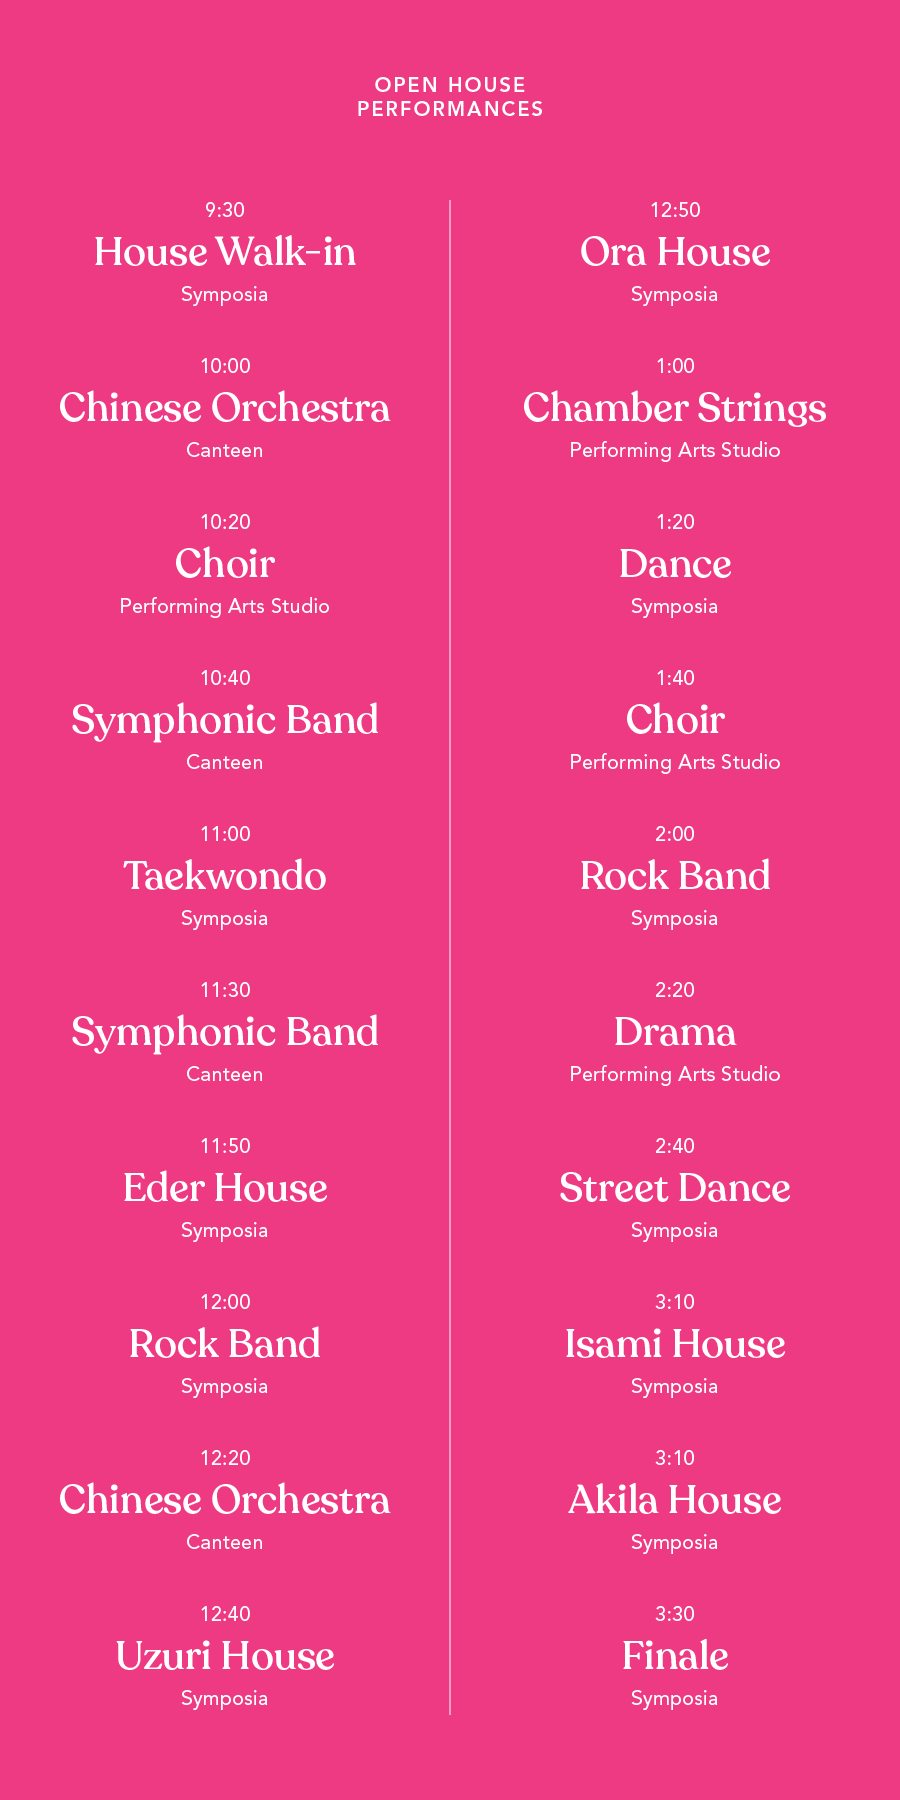 OPEN HOUSE
PERFORMANCES
9:30
House Walk-in
Symposia
10:00
Chinese Orchestra
Canteen
10:20
Choir
Performing Arts Studio
10:40
Symphonic Band
Canteen
11:00
Taekwondo
Symposia
11:30
Symphonic Band
Canteen
11:50
Eder House
Symposia
12:00
Rock Band
Symposia
12:20
Chinese Orchestra
Canteen
12:40
Uzuri House
Symposia
12:50
Ora House
Symposia
1:00
Chamber Strings
Performing Arts Studio
1:20
Dance
Symposia
1:40
Choir
Performing Arts Studio
2:00
Rock Band
Symposia
2:20
Drama
Performing Arts Studio
2:40
Street Dance
Symposia
3:10
Isami House
Symposia
3:10
Akila House
Symposia
3:30
Finale
Symposia